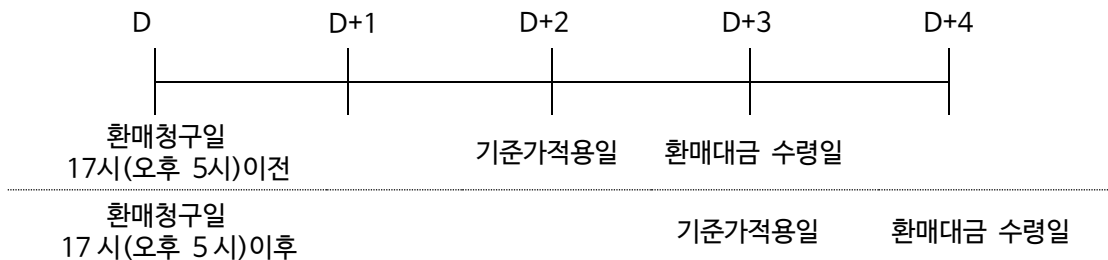 D D+1 D+2 D+3 D+4
환매청구일
17시(오후 5시)이전
기준가적용일 환매대금 수령일
환매청구일
17 시(오후 5 시)이후
기준가적용일 환매대금 수령일